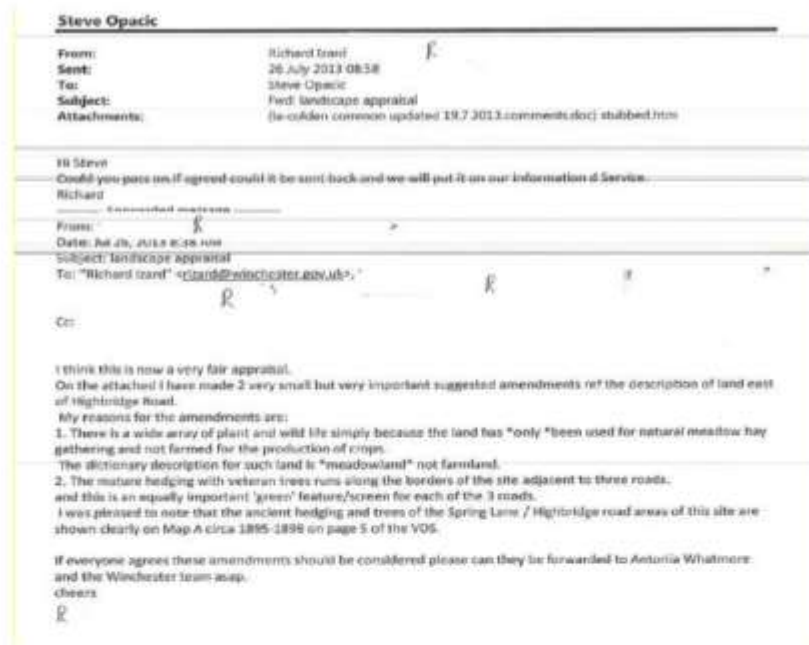 Steve Opacic
From: Richard Izard R
Sent: 26 July 2013 08:58
To: Steve Opacic
Subject: Fwd: landscape appraisal
Attachments: (la-colden common updated 19.7 2013.comments.doc) stubbed.htm
Hi Steve
Could you pass on.If agreed could it be sent back and we will put it on our information d Service.
Richard
---------- Forwarded message ----------
From: R
Date: Jul 26, 2013 8:38 AM
Subject: landscape appraisal
To: "Richard Izard" <rizard@winchester.gov.uk>, R
R
Cc:
I think this is now a very fair appraisal.
On the attached I have made 2 very small but very important suggested amendments ref the description of land east
of Highbridge Road.
My reasons for the amendments are:
1. There is a wide array of plant and wild life simply because the land has *only *been used for natural meadow hay
gathering and not farmed for the production of crops.
The dictionary description for such land is "meadowland" not farmland.
2. The mature hedging with veteran trees runs along the borders of the site adjacent to three roads.
and this is an equally important 'green' feature/screen for each of the 3 roads.
I was pleased to note that the ancient hedging and trees of the Spring Lane / Highbridge road areas of this site are
shown clearly on Map A circa 1895-1898 on page 5 of the VDS.
If everyone agrees these amendments should be considered please can they be forwarded to Antonia Whatmore
and the Winchester team asap.
cheers
R